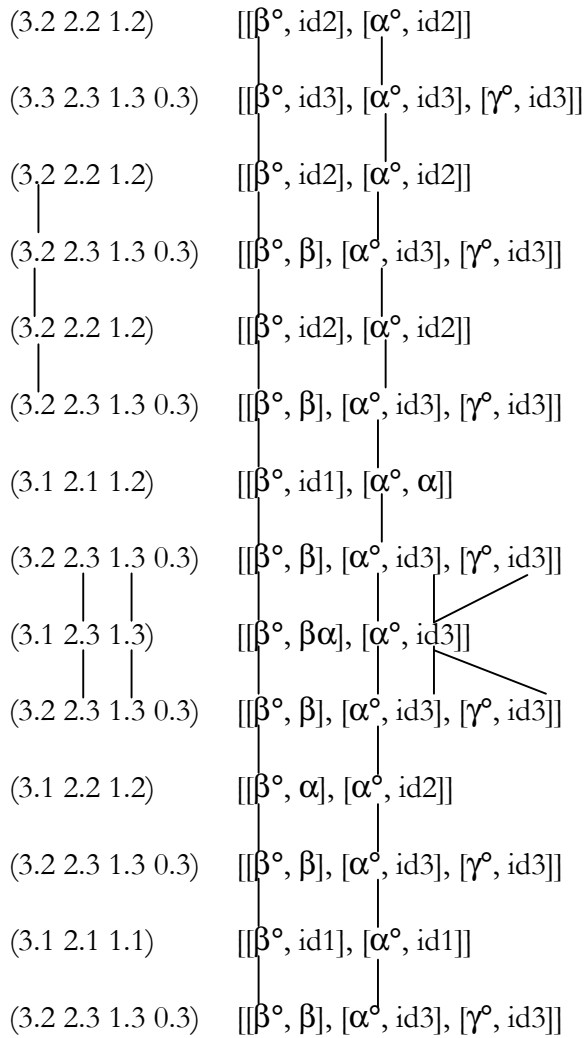 (3.2 2.2 1.2) [[β°, id2], [α°, id2]]
(3.3 2.3 1.3 0.3) [[β°, id3], [α°, id3], [γ°, id3]]
(3.2 2.2 1.2) [[β°, id2], [α°, id2]]
(3.2 2.3 1.3 0.3) [[β°, β], [α°, id3], [γ°, id3]]
(3.2 2.2 1.2) [[β°, id2], [α°, id2]]
(3.2 2.3 1.3 0.3) [[β°, β], [α°, id3], [γ°, id3]]
(3.1 2.1 1.2) [[β°, id1], [α°, α]]
(3.2 2.3 1.3 0.3) [[β°, β], [α°, id3], [γ°, id3]]
(3.1 2.3 1.3) [[β°, βα], [α°, id3]]
(3.2 2.3 1.3 0.3) [[β°, β], [α°, id3], [γ°, id3]]
(3.1 2.2 1.2) [[β°, α], [α°, id2]]
(3.2 2.3 1.3 0.3) [[β°, β], [α°, id3], [γ°, id3]]
(3.1 2.1 1.1) [[β°, id1], [α°, id1]]
(3.2 2.3 1.3 0.3) [[β°, β], [α°, id3], [γ°, id3]]